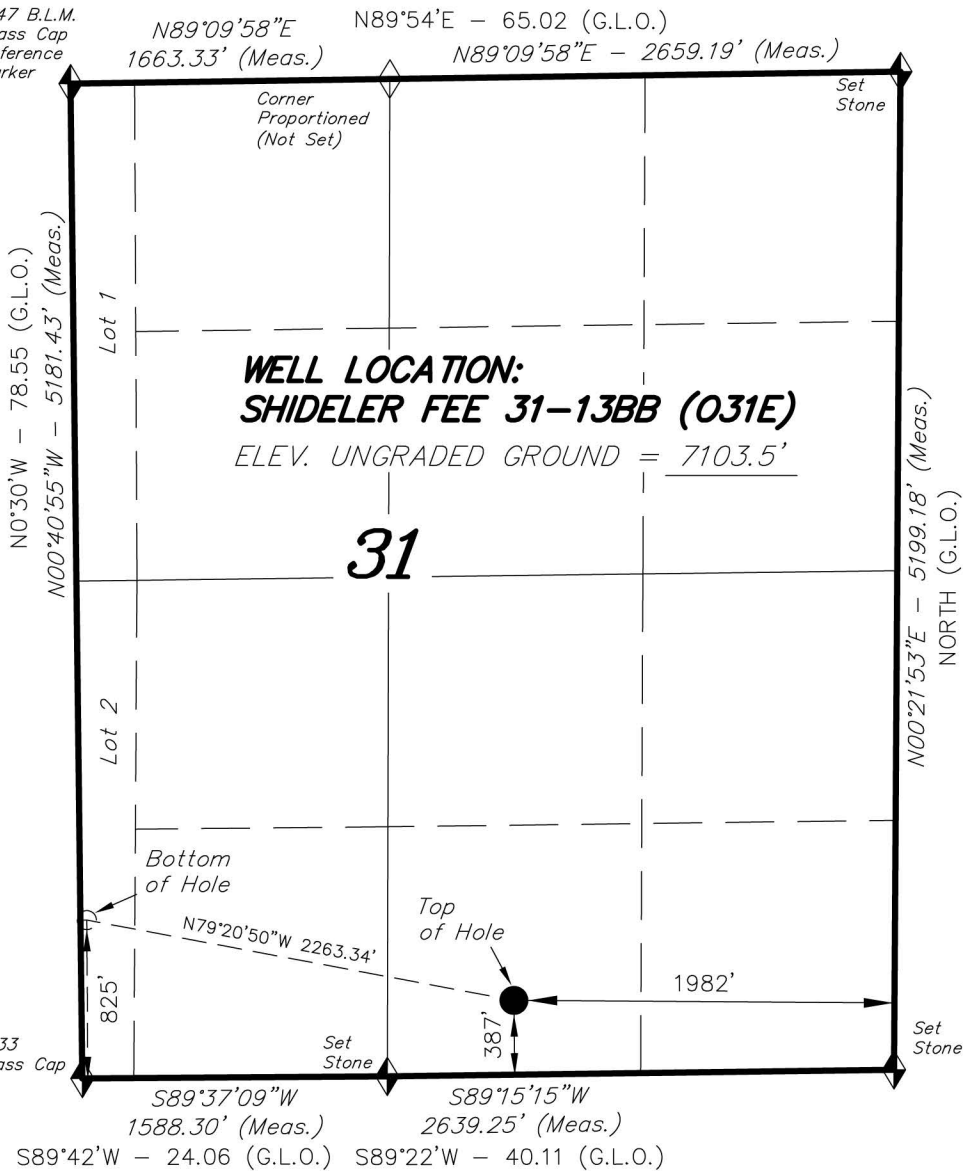 47 B.L.M.
Cap
N89°09'58"E
1663.33' (Meas.)
N89°54'E – 65.02 (G.L.O.)
N89°09'58"E – 2659.19' (Meas.)
Corner
Proportioned
(Not Set)
Set
Stone
N0°30'W – 78.55 (G.L.O.)
N00°40'55"W – 5181.43' (Meas.)
Lot 1
WELL LOCATION:
SHIDELER FEE 31–13BB (O31E)
ELEV. UNGRADED GROUND = 7103.5'
31
N00°21'53"E – 5199.18' (Meas.)
NORTH (G.L.O.)
Lot 2
Bottom
of Hole
N79°20'50"W 2263.34'
Top
of Hole
825'
387'
1982'
33
Cap
Set
Stone
Set
Stone
S89°37'09"W
1588.30' (Meas.)
S89°15'15"W
2639.25' (Meas.)
S89°42'W – 24.06 (G.L.O.)
S89°22'W – 40.11 (G.L.O.)